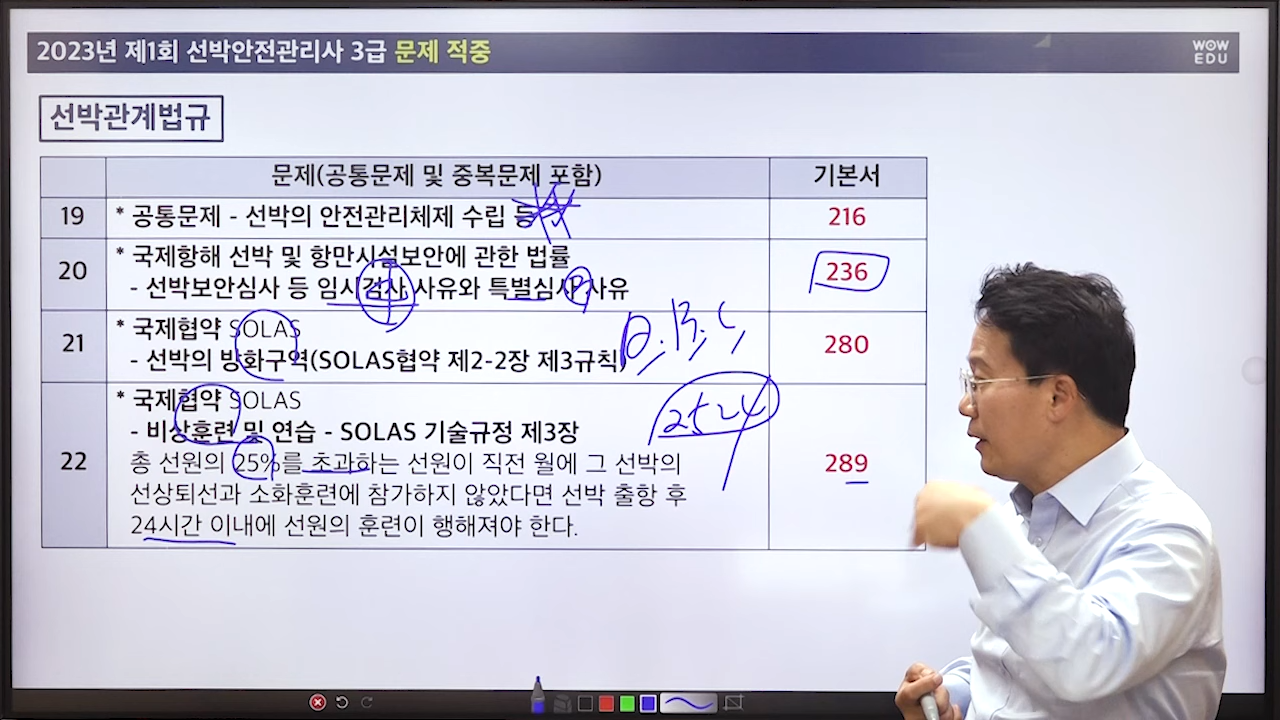 2023년 제1회 선박안전관리사 3급 문제 적중
WOW
EDU
선박관계법규
문제(공통문제 및 중복문제 포함)
기본서
19
* 공통문제 - 선박의 안전관리체제 수립 등
216
20
* 국제항해 선박 및 항만시설보안에 관한 법률
- 선박보안심사 등 임시검사 사유와 특별심사 사유
236
21
* 국제협약 SOLAS
- 선박의 방화구역(SOLAS협약 제2-2장 제3규칙)
280
22
* 국제협약 SOLAS
- 비상훈련 및 연습 - SOLAS 기술규정 제3장
총 선원의 25%를 초과하는 선원이 직전 월에 그 선박의
선상퇴선과 소화훈련에 참가하지 않았다면 선박 출항 후
24시간 이내에 선원의 훈련이 행해져야 한다.
289
2524